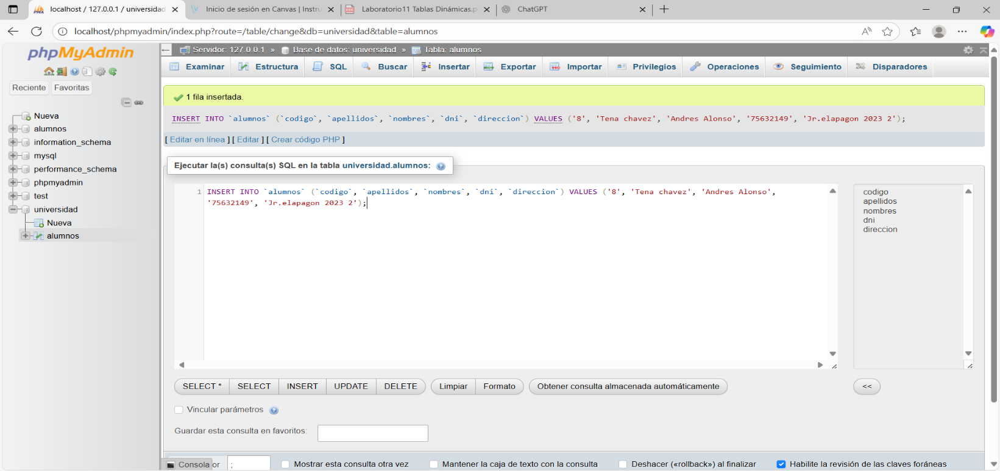 localhost / 127.0.0.1 / universidad
Inicio de sesión en Canvas | Instru
Laboratorio11 Tablas Dinámicas.p
ChatGPT
localhost/phpmyadmin/index.php?route=/table/change&db=universidad&table=alumnos
phpMyAdmin
Reciente Favoritas
Nueva
alumnos
information_schema
mysql
performance_schema
phpmyadmin
test
universidad
Nueva
alumnos
Servidor: 127.0.0.1 » Base de datos: universidad » Tabla: alumnos
Examinar Estructura SQL Buscar Insertar Exportar Importar Privilegios Operaciones Seguimiento Disparadores
1 fila insertada.
INSERT INTO `alumnos` (`codigo`, `apellidos`, `nombres`, `dni`, `direccion`) VALUES ('8', 'Tena chavez', 'Andres Alonso', '75632149', 'Jr.elapagon 2023 2');
[ Editar en línea ] [ Editar ] [ Crear código PHP ]
Ejecutar la(s) consulta(s) SQL en la tabla universidad.alumnos:
1 INSERT INTO `alumnos` (`codigo`, `apellidos`, `nombres`, `dni`, `direccion`) VALUES ('8', 'Tena chavez', 'Andres Alonso',
'75632149', 'Jr.elapagon 2023 2');
codigo
apellidos
nombres
dni
direccion
SELECT * SELECT INSERT UPDATE DELETE Limpiar Formato Obtener consulta almacenada automáticamente <<
Vincular parámetros
Guardar esta consulta en favoritos:
Consola or ; Mostrar esta consulta otra vez Mantener la caja de texto con la consulta Deshacer («rollback») al finalizar Habilite la revisión de las claves foráneas